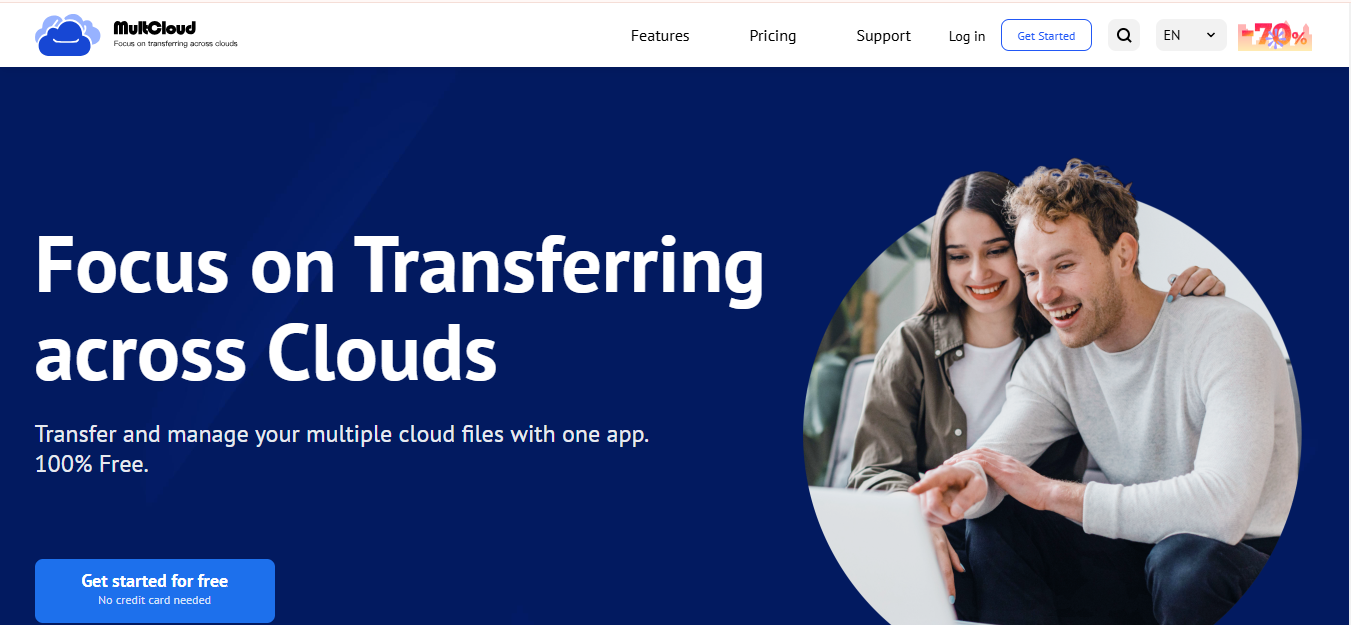 MultCloud
Focus on transferring across clouds
Features
Pricing
Support
Log in
Get Started
EN
-70%
Focus on Transferring
across Clouds
Transfer and manage your multiple cloud files with one app.
100% Free.
Get started for free
No credit card needed